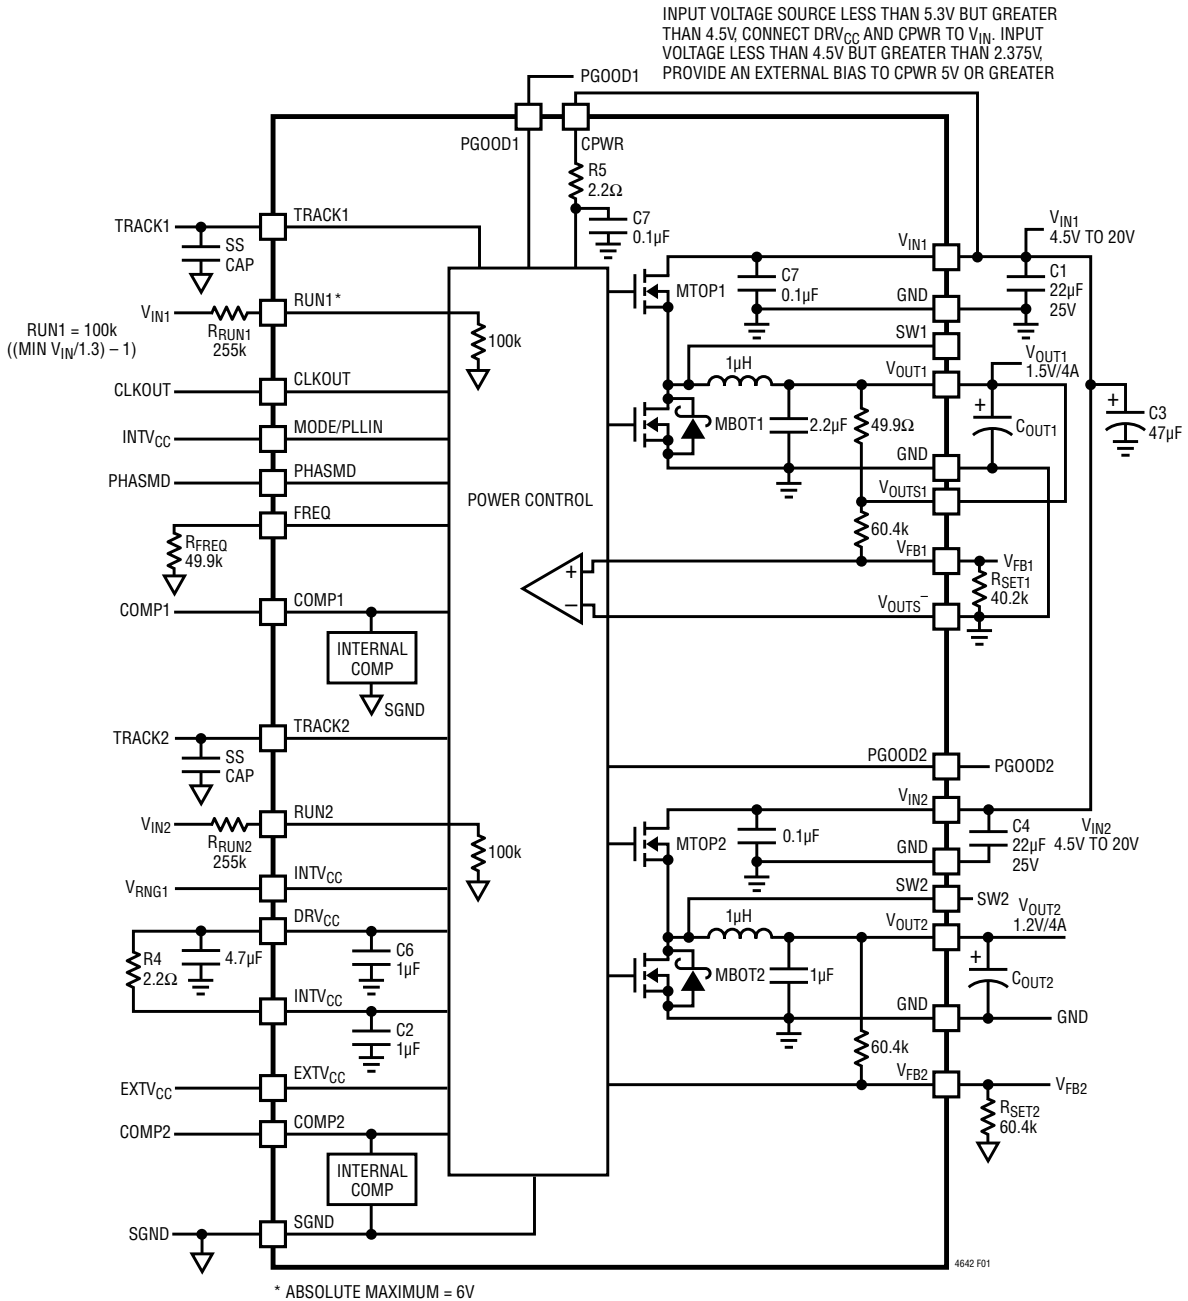 INPUT VOLTAGE SOURCE LESS THAN 5.3V BUT GREATER
THAN 4.5V, CONNECT DRVCC AND CPWR TO VIN. INPUT
VOLTAGE LESS THAN 4.5V BUT GREATER THAN 2.375V,
PROVIDE AN EXTERNAL BIAS TO CPWR 5V OR GREATER
PGOOD1
PGOOD1
CPWR
R5
2.2Ω
C7
0.1µF
TRACK1
TRACK1
SS
CAP
VIN1
RUN1*
RRUN1
255k
RUN1 = 100k
((MIN VIN/1.3) – 1)
100k
CLKOUT
CLKOUT
INTVCC
MODE/PLLIN
PHASMD
PHASMD
FREQ
RFREQ
49.9k
COMP1
COMP1
INTERNAL
COMP
SGND
TRACK2
TRACK2
SS
CAP
VIN2
RUN2
RRUN2
255k
100k
VRNG1
INTVCC
DRVCC
R4
2.2Ω
4.7µF
C6
1µF
INTVCC
C2
1µF
EXTVCC
EXTVCC
COMP2
COMP2
INTERNAL
COMP
SGND
SGND
POWER CONTROL
+
–
MTOP1
C7
0.1µF
VIN1
VIN1
4.5V TO 20V
C1
22µF
25V
GND
SW1
1µH
VOUT1
VOUT1
1.5V/4A
MBOT1
2.2µF
49.9Ω
+
COUT1
+
C3
47µF
GND
VOUTS1
60.4k
VFB1
VFB1
RSET1
40.2k
VOUTS–
PGOOD2
PGOOD2
VIN2
MTOP2
0.1µF
C4
22µF
25V
VIN2
4.5V TO 20V
GND
SW2
SW2
1µH
VOUT2
VOUT2
1.2V/4A
MBOT2
1µF
+
COUT2
GND
GND
60.4k
VFB2
VFB2
RSET2
60.4k
4642 F01
* ABSOLUTE MAXIMUM = 6V